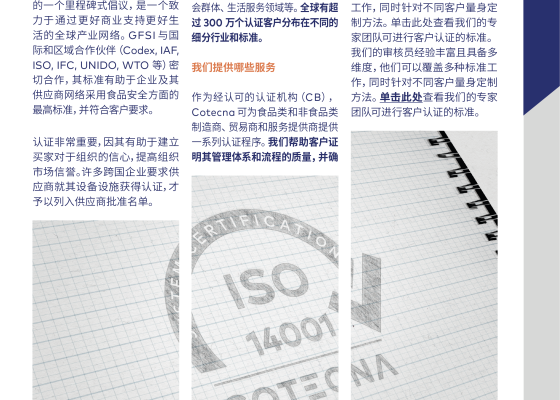 的一个里程碑式倡议，是一个致
力于通过更好商业支持更好生
活的全球产业网络。GFSI 与国
际和区域合作伙伴（Codex, IAF,
ISO, IFC, UNIDO, WTO 等）密
切合作，其标准有助于企业及其
供应商网络采用食品安全方面的
最高标准，并符合客户要求。
认证非常重要，因其有助于建立
买家对于组织的信心，提高组织
市场信誉。许多跨国企业要求供
应商就其设备设施获得认证，才
予以列入供应商批准名单。
会群体、生活服务领域等。全球有超
过 300 万个认证客户分布在不同的
细分行业和标准。
我们提供哪些服务
作为经认可的认证机构（CB），
Cotecna 可为食品类和非食品类
制造商、贸易商和服务提供商提供
一系列认证程序。我们帮助客户证
明其管理体系和流程的质量，并确
工作，同时针对不同客户量身定
制方法。单击此处查看我们的专
家团队可进行客户认证的标准。
我们的审核员经验丰富且具备多
维度，他们可以覆盖多种标准工
作，同时针对不同客户量身定制
方法。单击此处查看我们的专家
团队可进行客户认证的标准。
CERTIFICATION
ISO
14001
COTECNA